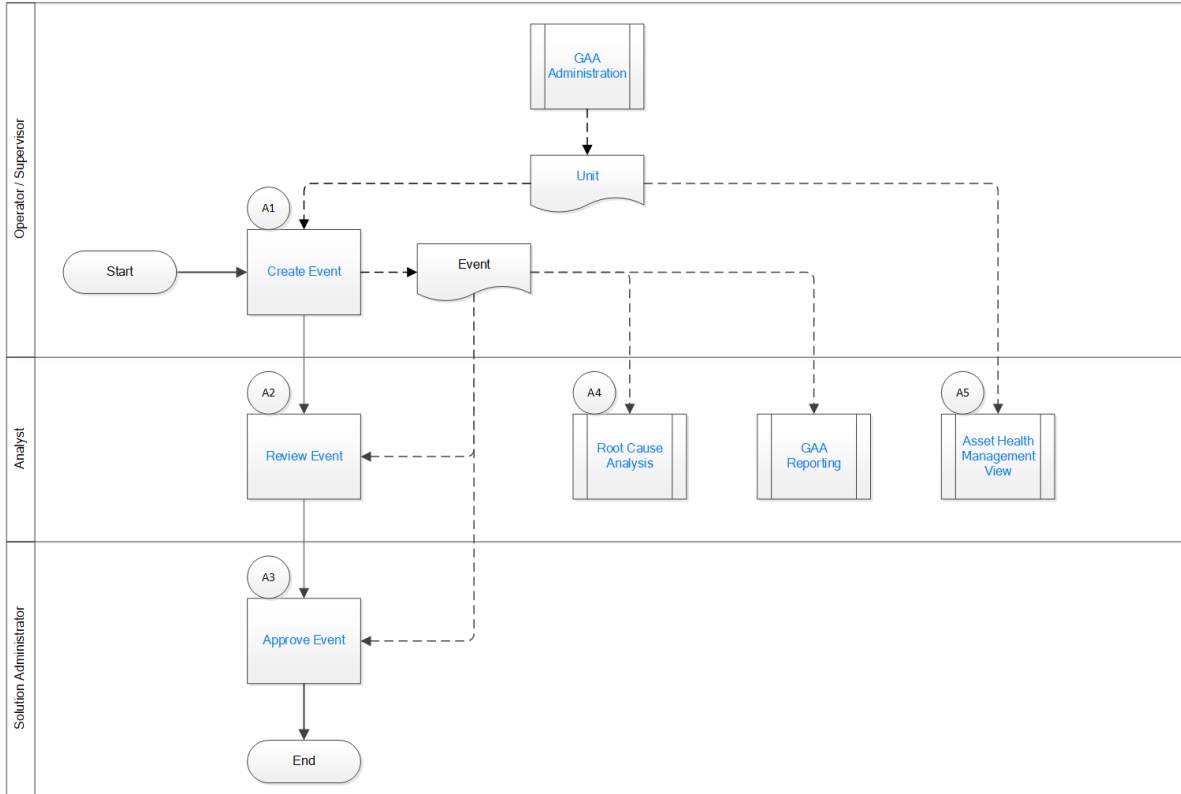 Operator / Supervisor
GAA
Administration
Unit
A1
Start
Create Event
Event
Analyst
A2
Review Event
A4
Root Cause
Analysis
GAA
Reporting
A5
Asset Health
Management
View
Solution Administrator
A3
Approve Event
End